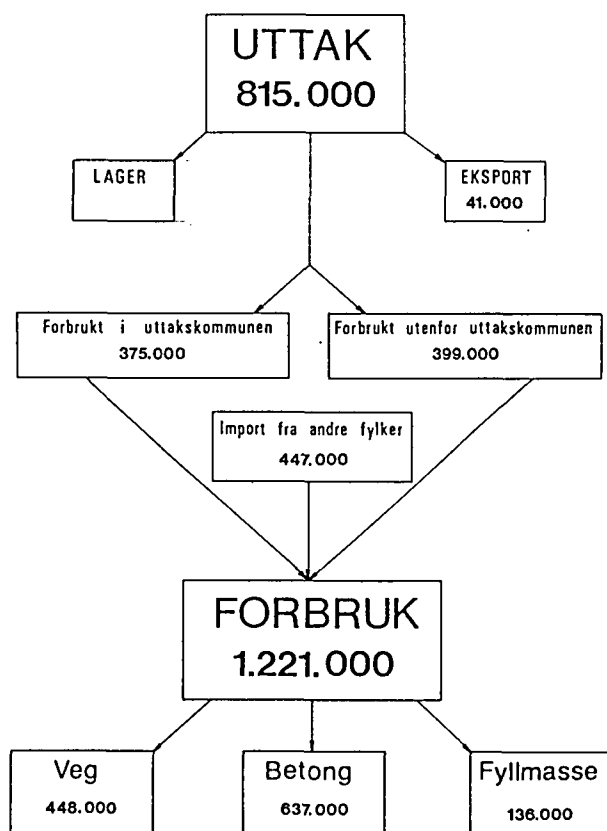 UTTAK
815.000
LAGER
EKSPORT
41.000
Forbrukt i uttakskommunen
375.000
Forbrukt utenfor uttakskommunen
399.000
Import fra andre fylker
447.000
FORBRUK
1.221.000
Veg
448.000
Betong
637.000
Fyllmasse
136.000